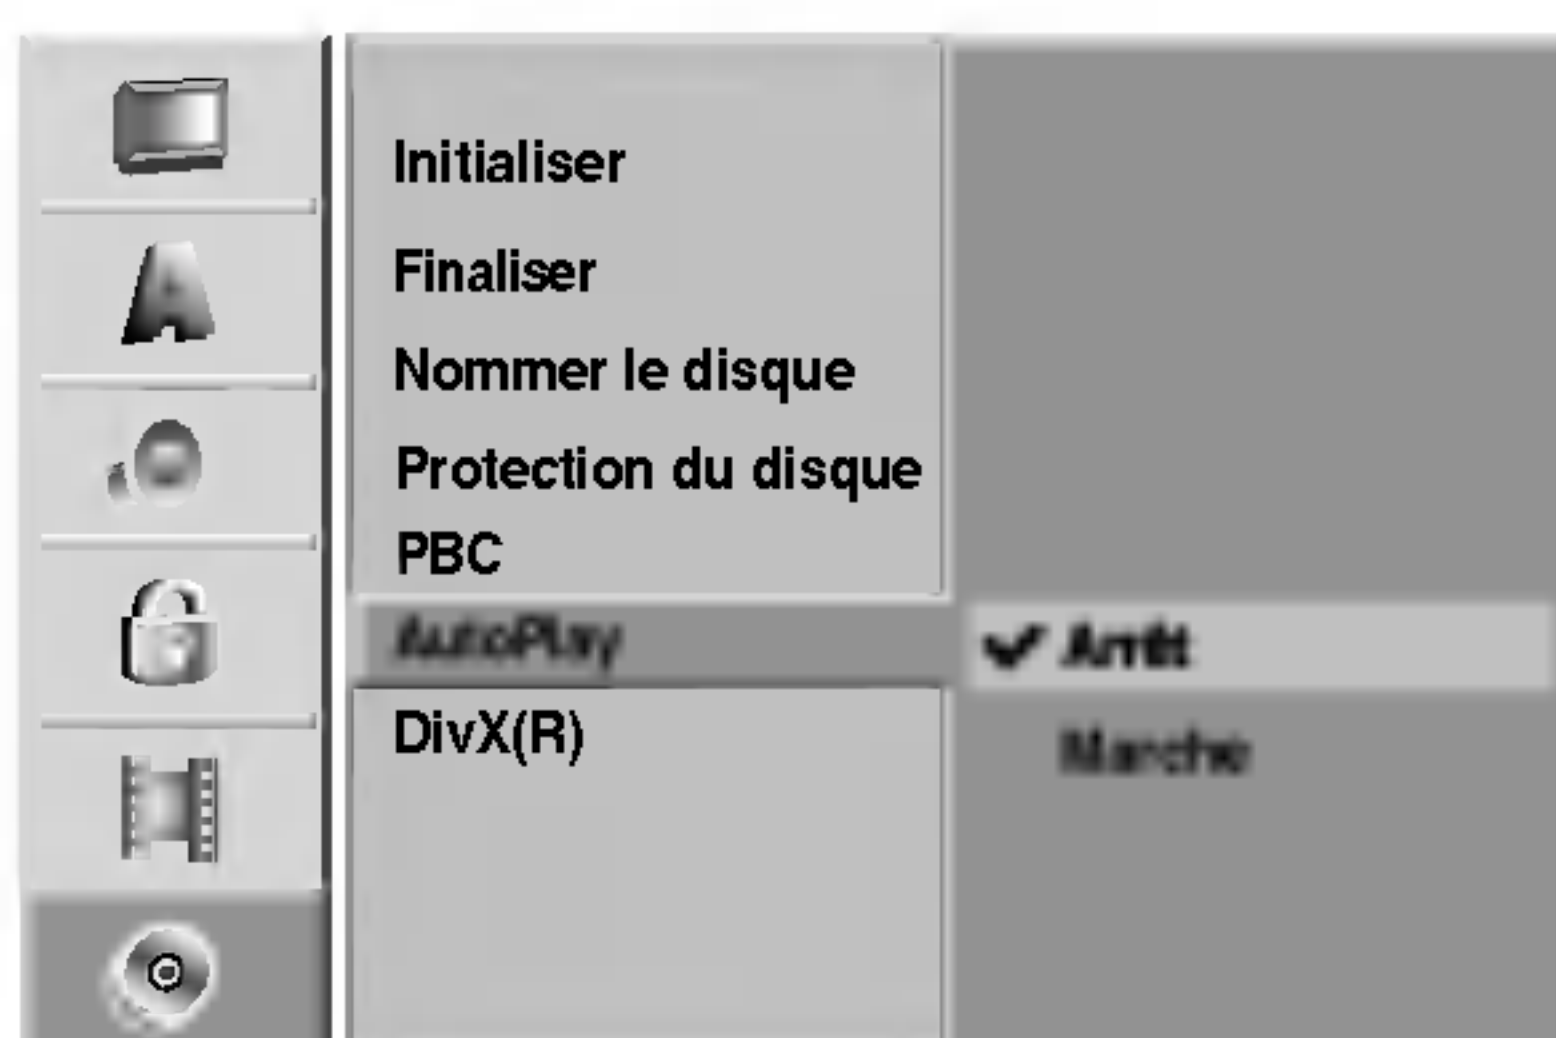 Initialiser
Finaliser
Nommer le disque
Protection du disque
PBC
AutoPlay
✔ Arrêt
Marche
DivX(R)